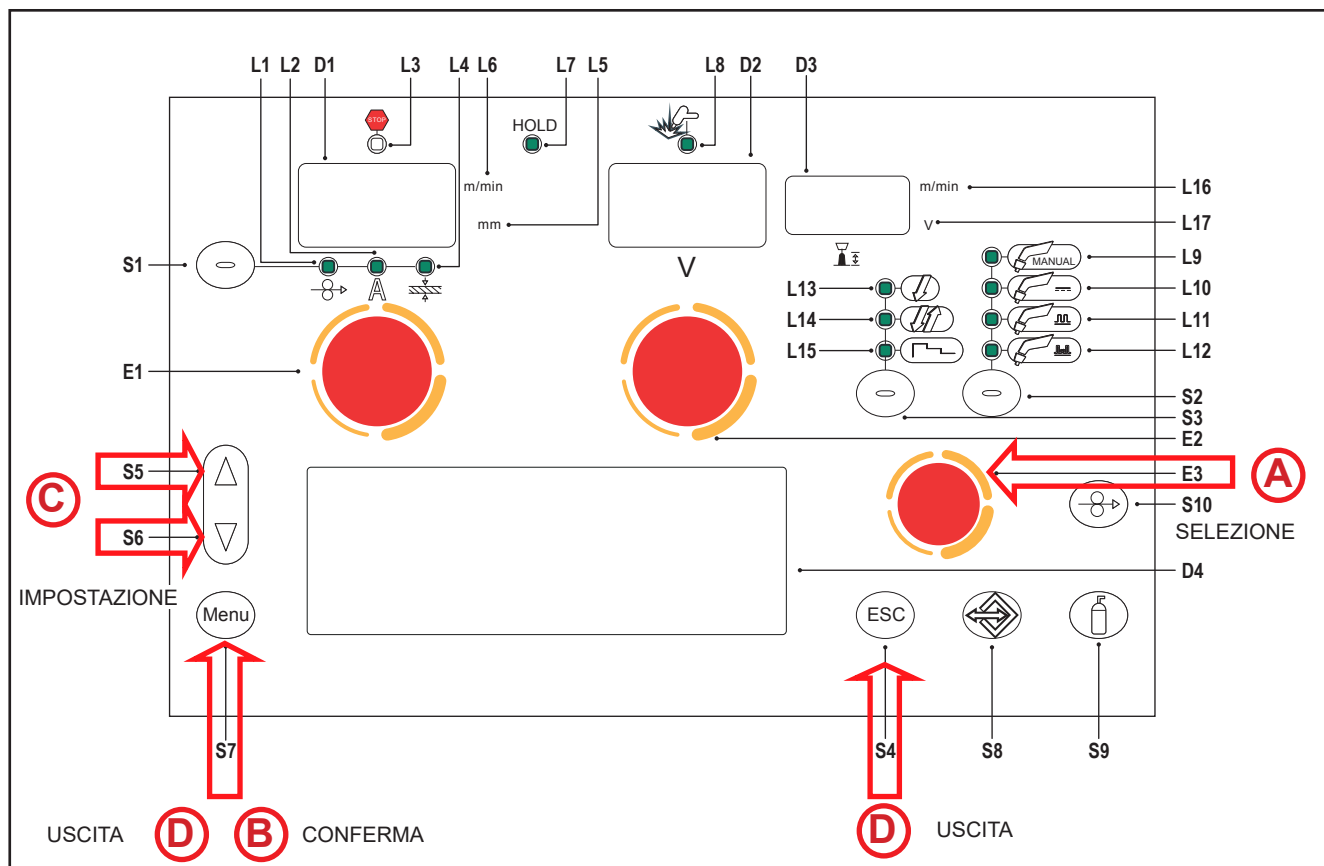 L1 L2 D1 L3 L4 L6 L7 L5 L8 D2 D3
STOP
HOLD
m/min
m/min L16
mm
V L17
S1
V
MANUAL L9
A
L13 L10
L14 L11
L15 L12
E1
S2
S3
E2
S5 E3 A
C
S10
S6 SELEZIONE
D4
IMPOSTAZIONE
Menu ESC
S7 S4 S8 S9
USCITA D B CONFERMA D USCITA